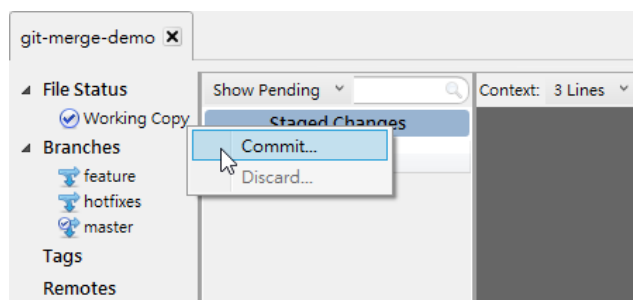 git-merge-demo
File Status
Show Pending
Context: 3 Lines
Working Copy
Staged Changes
Branches
Commit...
feature
Discard...
hotfixes
master
Tags
Remotes